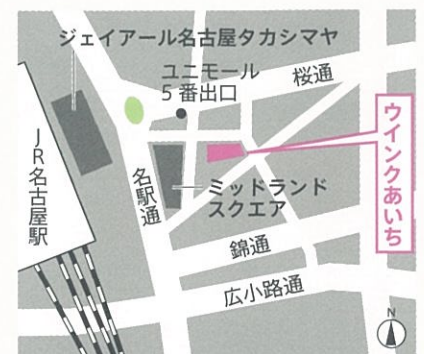 ジェイアール名古屋タカシマヤ
ユニモール
5番出口
桜通
ウインクあいち
JR名古屋駅
名駅通
ミッドランド
スクエア
錦通
広小路通
N